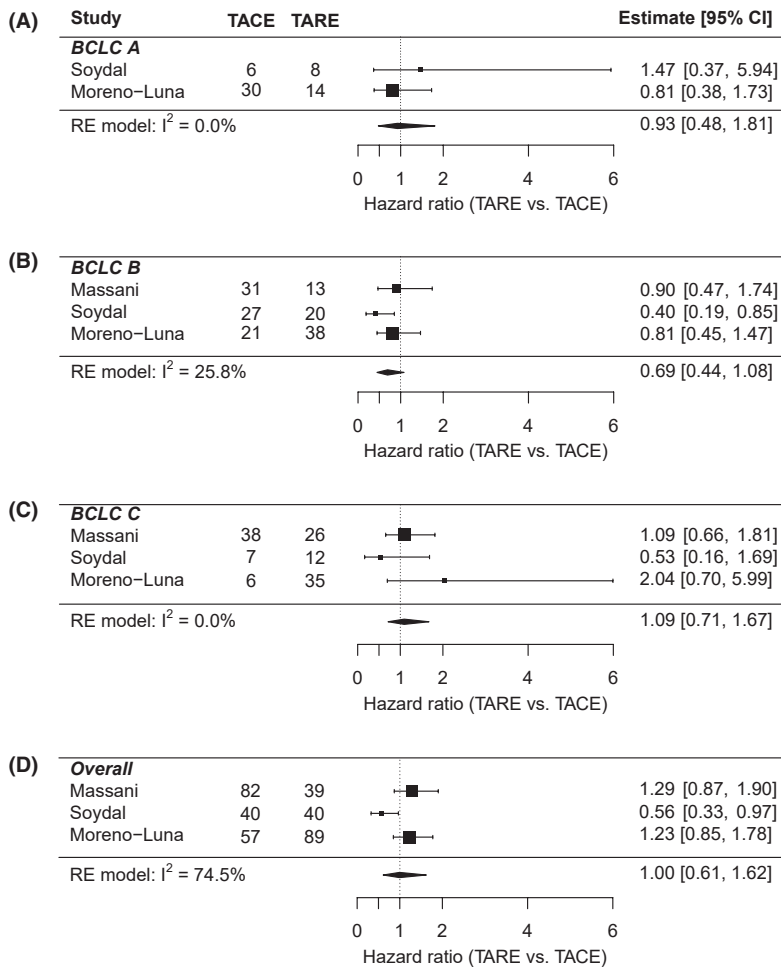 (A) Study TACE TARE Estimate [95% CI]
BCLC A
Soydal 6 8 1.47 [0.37, 5.94]
Moreno−Luna 30 14 0.81 [0.38, 1.73]
RE model: I² = 0.0% 0.93 [0.48, 1.81]
0 1 2 4 6
Hazard ratio (TARE vs. TACE)
(B)
BCLC B
Massani 31 13 0.90 [0.47, 1.74]
Soydal 27 20 0.40 [0.19, 0.85]
Moreno−Luna 21 38 0.81 [0.45, 1.47]
RE model: I² = 25.8% 0.69 [0.44, 1.08]
0 1 2 4 6
Hazard ratio (TARE vs. TACE)
(C)
BCLC C
Massani 38 26 1.09 [0.66, 1.81]
Soydal 7 12 0.53 [0.16, 1.69]
Moreno−Luna 6 35 2.04 [0.70, 5.99]
RE model: I² = 0.0% 1.09 [0.71, 1.67]
0 1 2 4 6
Hazard ratio (TARE vs. TACE)
(D)
Overall
Massani 82 39 1.29 [0.87, 1.90]
Soydal 40 40 0.56 [0.33, 0.97]
Moreno−Luna 57 89 1.23 [0.85, 1.78]
RE model: I² = 74.5% 1.00 [0.61, 1.62]
0 1 2 4 6
Hazard ratio (TARE vs. TACE)